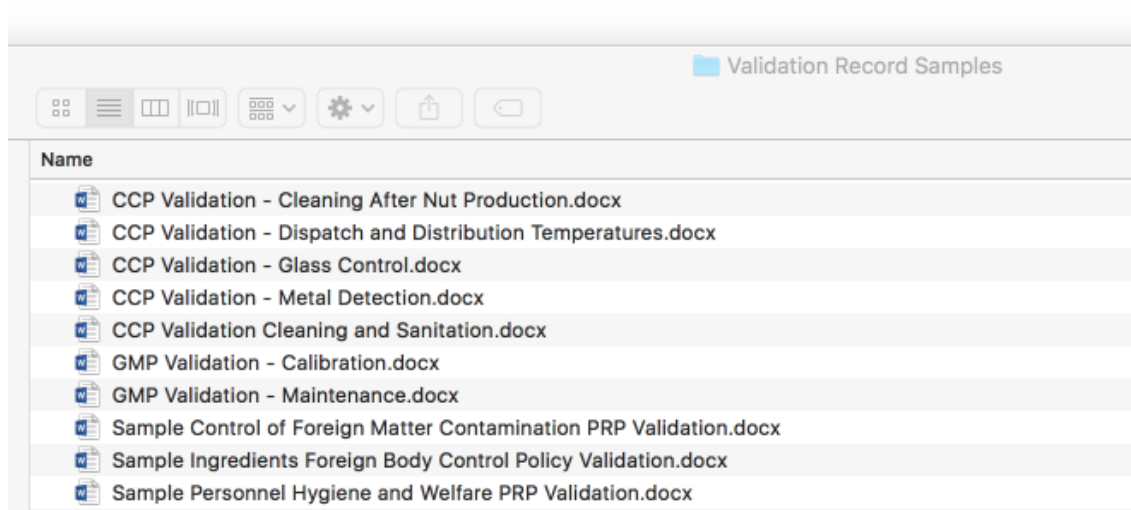 Validation Record Samples
Name
CCP Validation - Cleaning After Nut Production.docx
CCP Validation - Dispatch and Distribution Temperatures.docx
CCP Validation - Glass Control.docx
CCP Validation - Metal Detection.docx
CCP Validation Cleaning and Sanitation.docx
GMP Validation - Calibration.docx
GMP Validation - Maintenance.docx
Sample Control of Foreign Matter Contamination PRP Validation.docx
Sample Ingredients Foreign Body Control Policy Validation.docx
Sample Personnel Hygiene and Welfare PRP Validation.docx